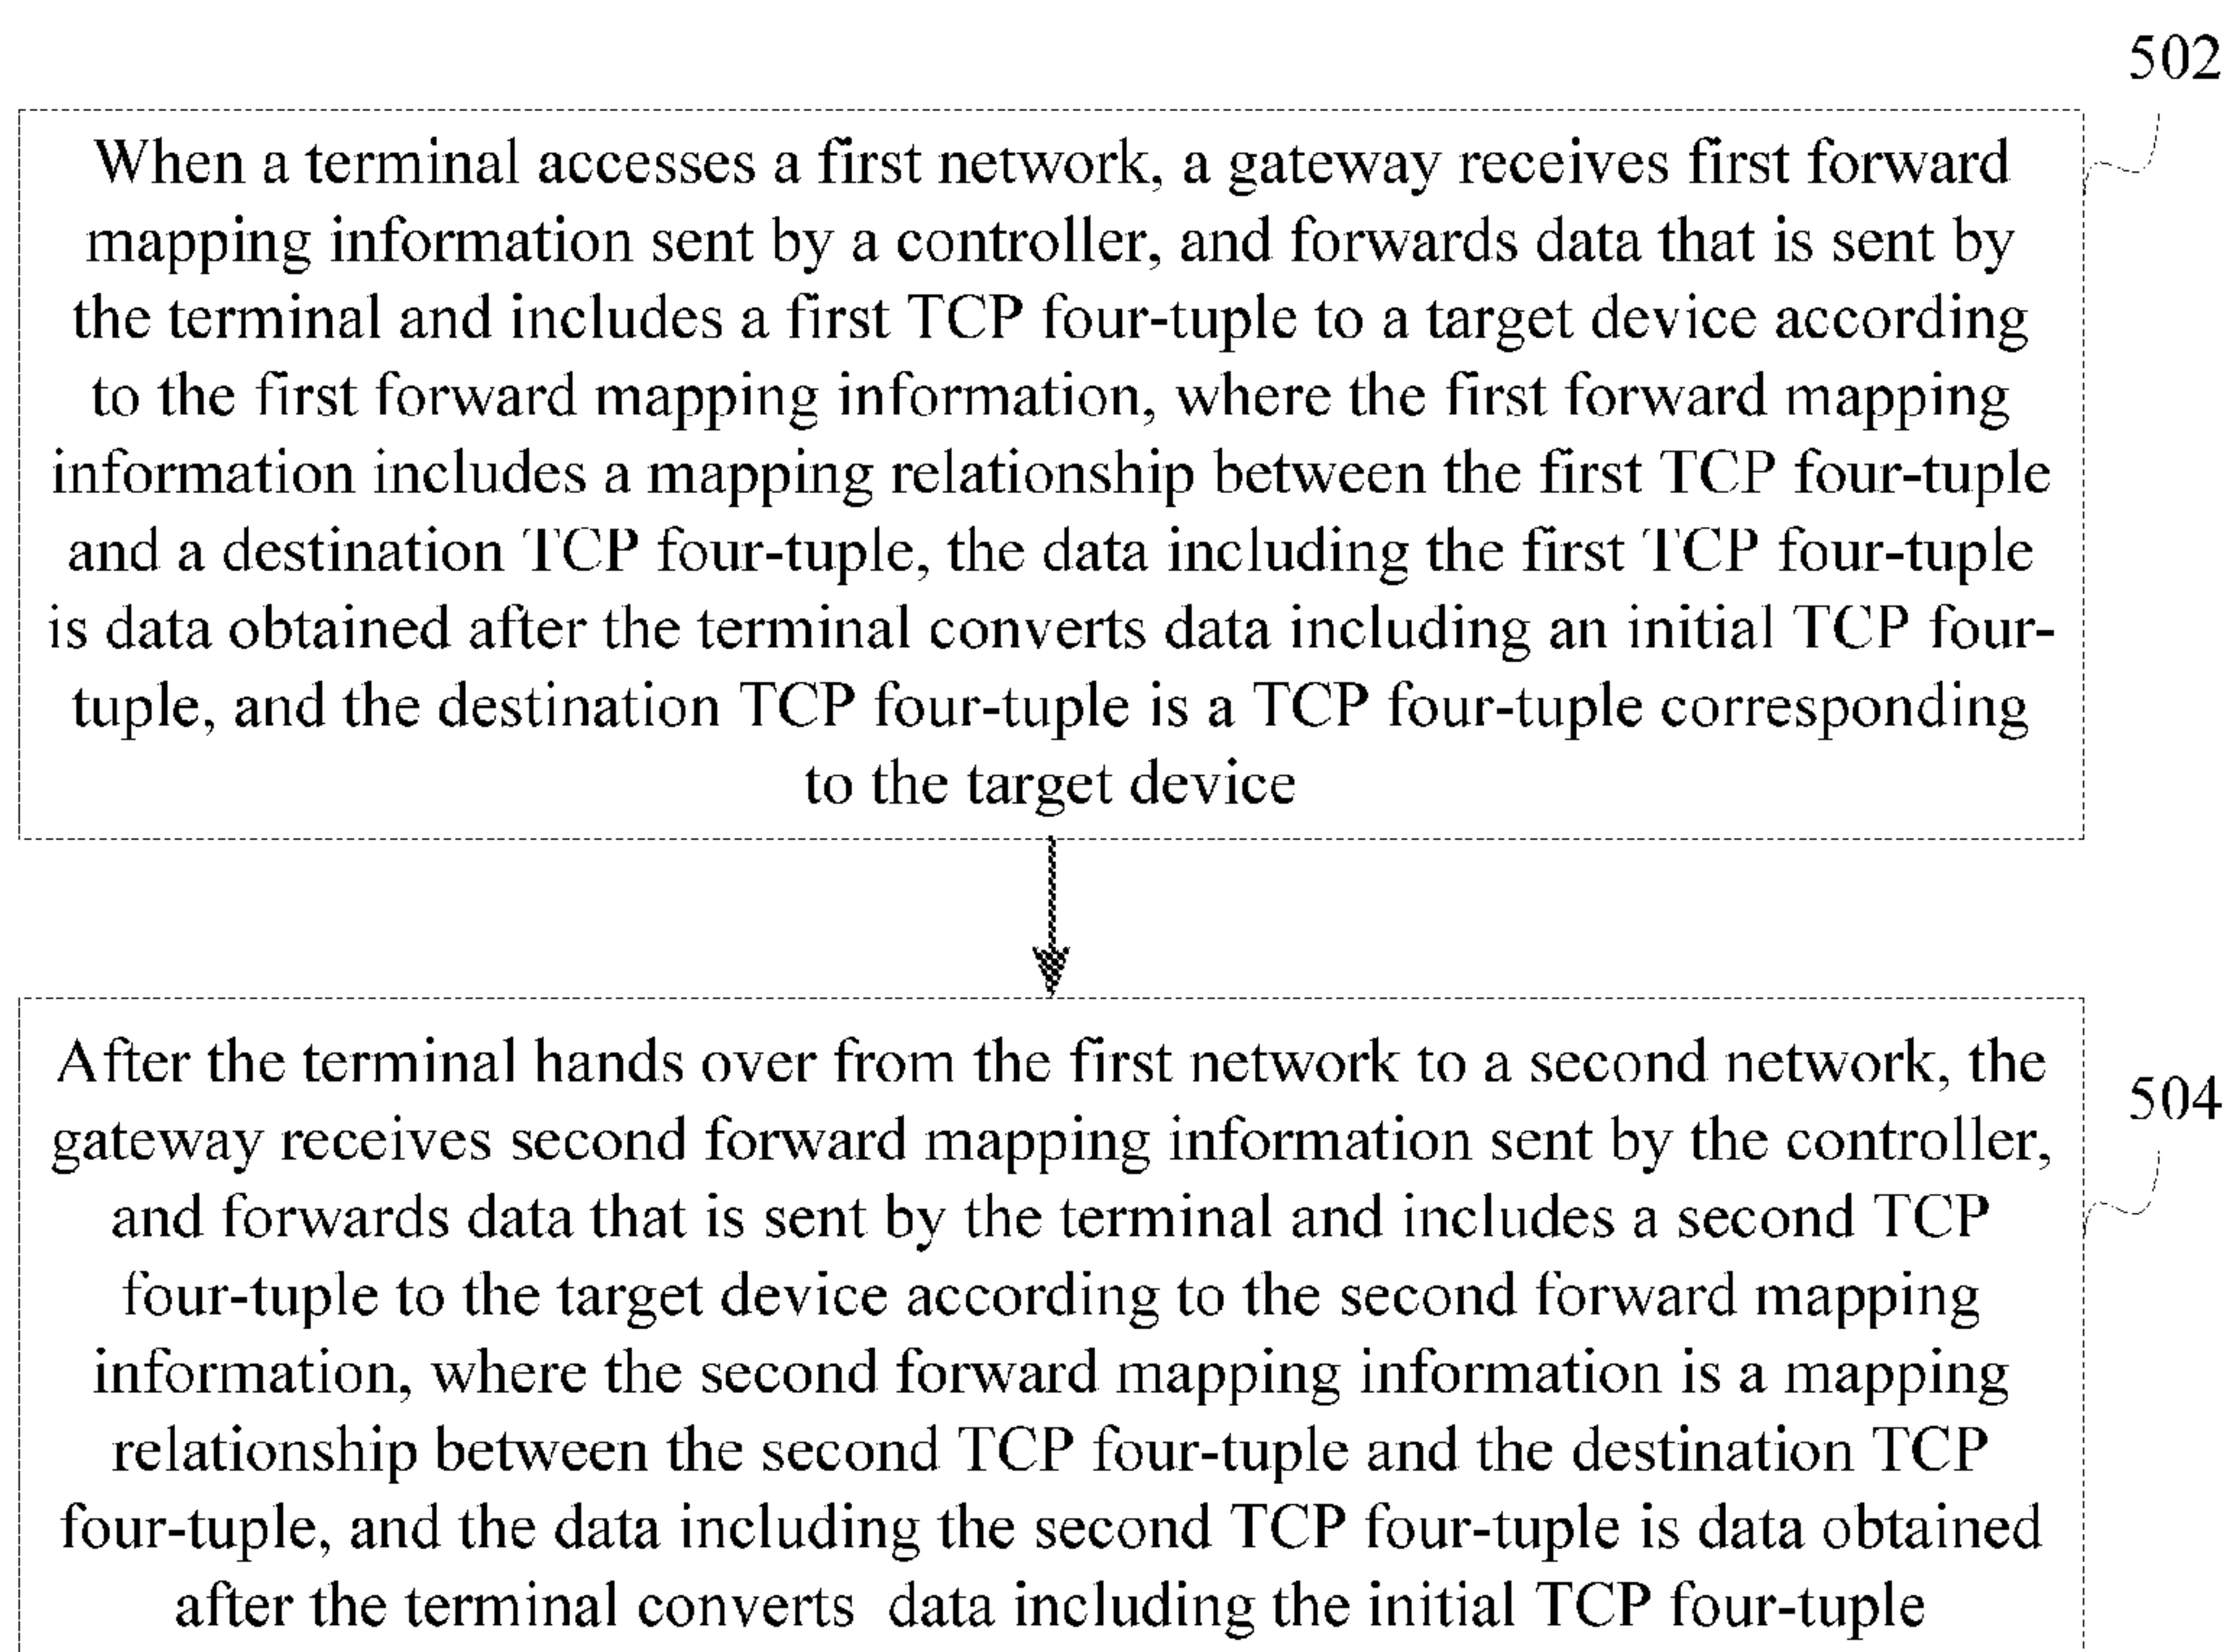 502
When a terminal accesses a first network, a gateway receives first forward
mapping information sent by a controller, and forwards data that is sent by
the terminal and includes a first TCP four-tuple to a target device according
to the first forward mapping information, where the first forward mapping
information includes a mapping relationship between the first TCP four-tuple
and a destination TCP four-tuple, the data including the first TCP four-tuple
is data obtained after the terminal converts data including an initial TCP four-
tuple, and the destination TCP four-tuple is a TCP four-tuple corresponding
to the target device
After the terminal hands over from the first network to a second network, the
gateway receives second forward mapping information sent by the controller,
504
and forwards data that is sent by the terminal and includes a second TCP
four-tuple to the target device according to the second forward mapping
information, where the second forward mapping information is a mapping
relationship between the second TCP four-tuple and the destination TCP
four-tuple, and the data including the second TCP four-tuple is data obtained
after the terminal converts data including the initial TCP four-tuple